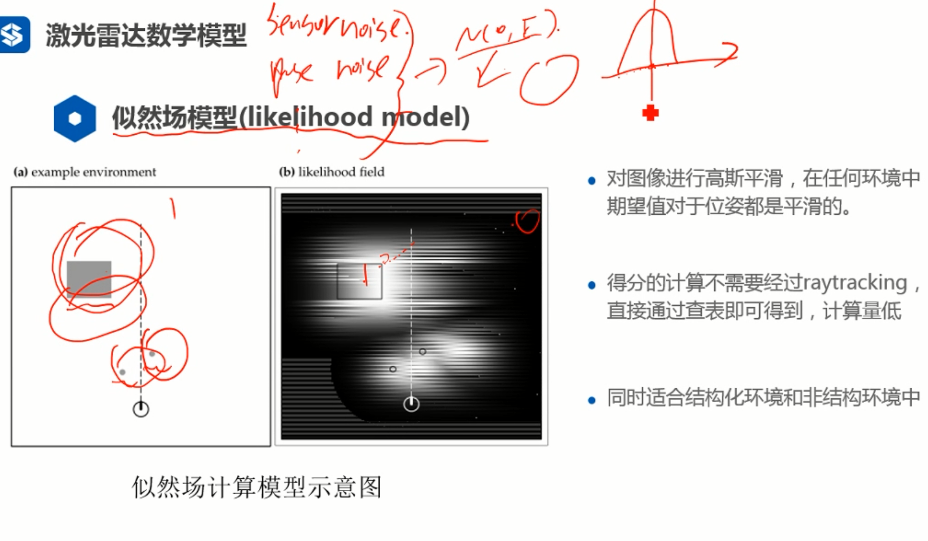 激光雷达数学模型
sensor noise.
pose noise
N(0, Σ).
似然场模型(likelihood model)
(a) example environment
(b) likelihood field
对图像进行高斯平滑，在任何环境中
期望值对于位姿都是平滑的。
得分的计算不需要经过raytracking，
直接通过查表即可得到，计算量低
同时适合结构化环境和非结构环境中
似然场计算模型示意图